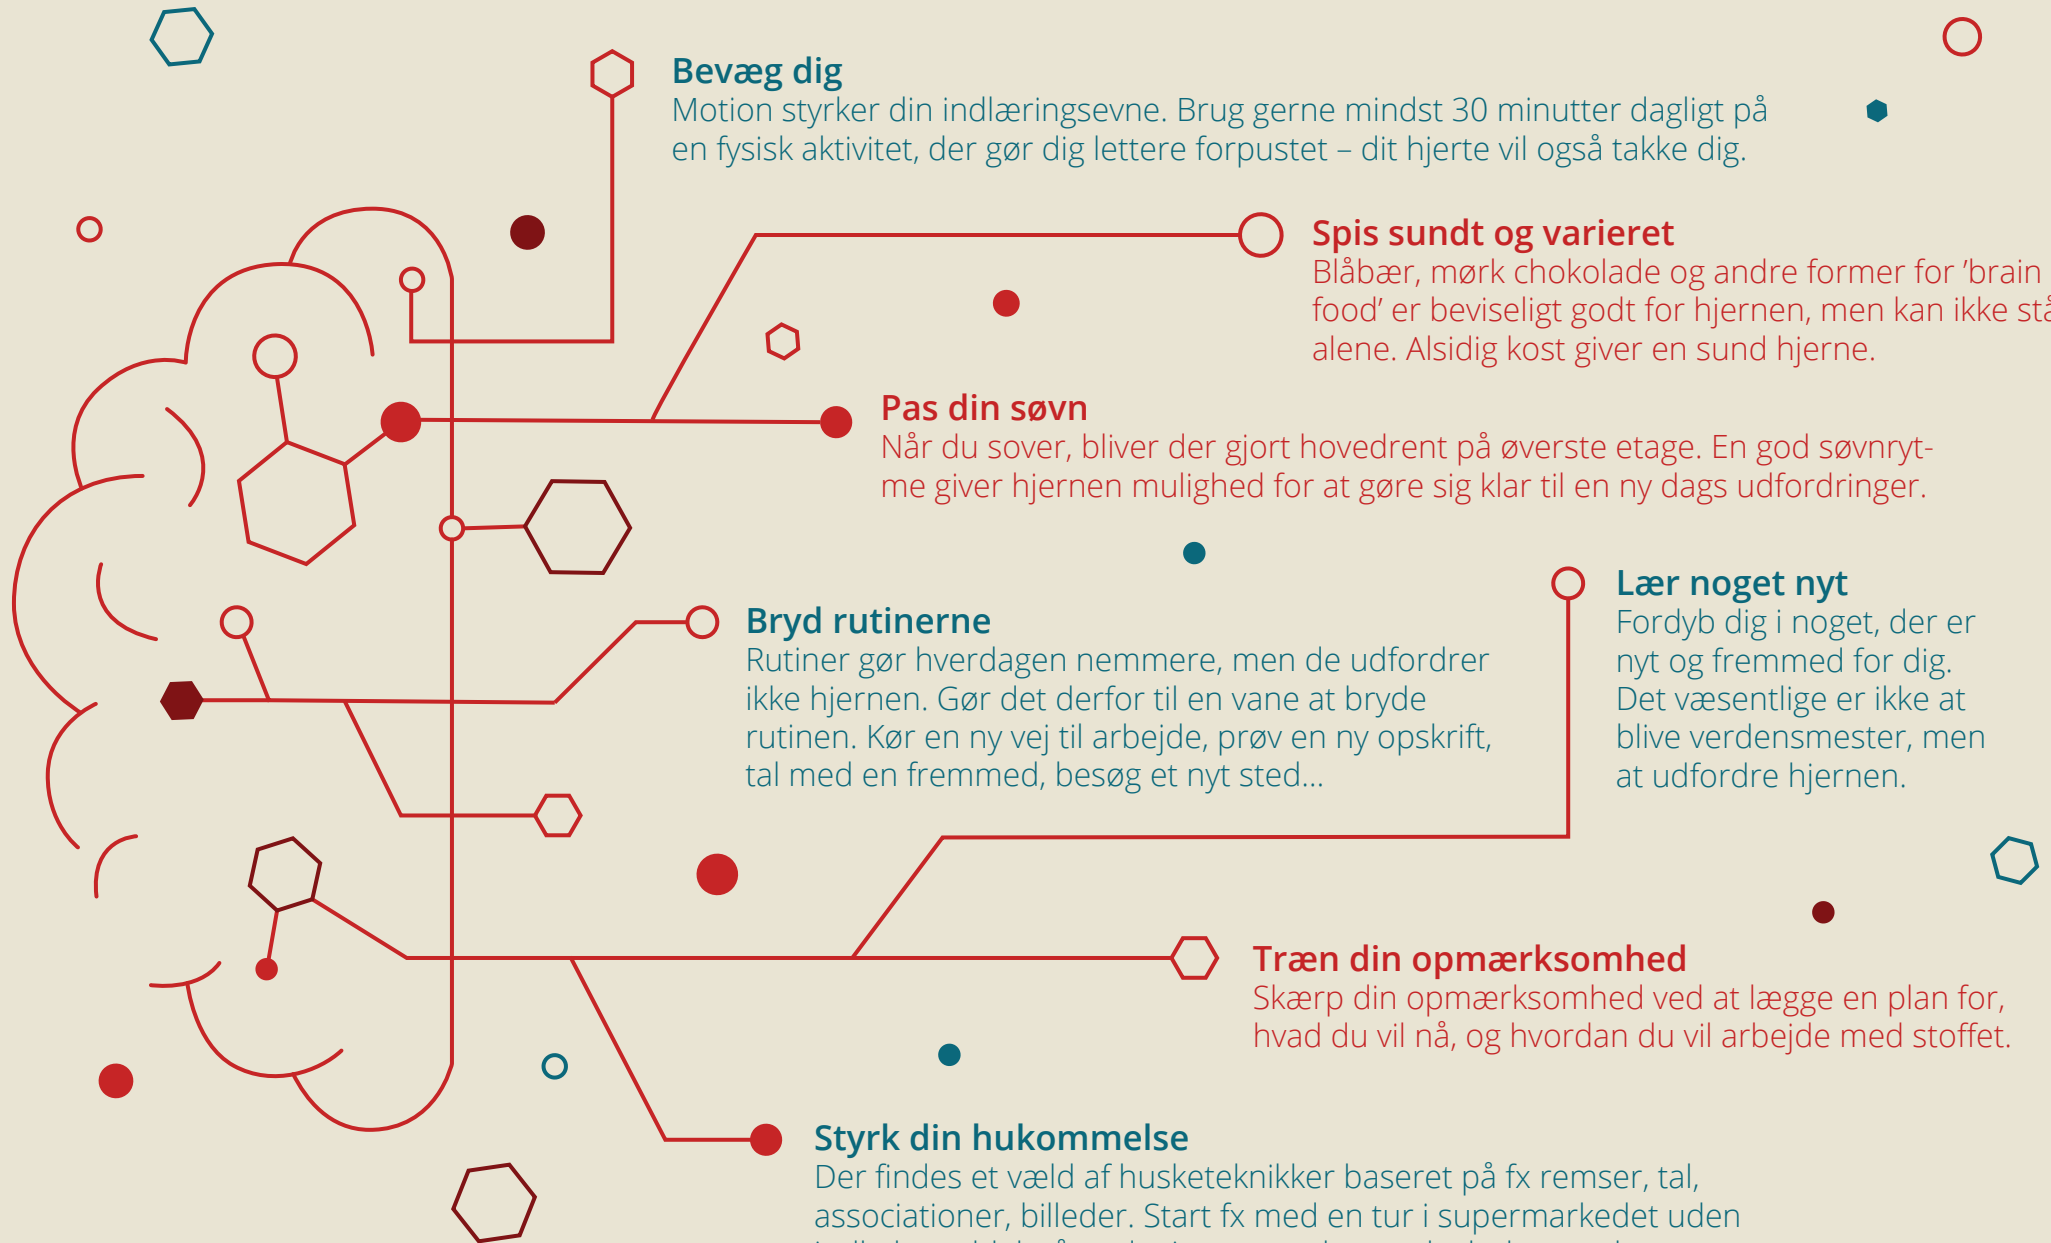 Bevæg dig
Motion styrker din indlæringsevne. Brug gerne mindst 30 minutter dagligt på
en fysisk aktivitet, der gør dig lettere forpustet – dit hjerte vil også takke dig.
Spis sundt og varieret
Blåbær, mørk chokolade og andre former for ’brain
food’ er beviseligt godt for hjernen, men kan ikke stå
alene. Alsidig kost giver en sund hjerne.
Pas din søvn
Når du sover, bliver der gjort hovedrent på øverste etage. En god søvnryt-
me giver hjernen mulighed for at gøre sig klar til en ny dags udfordringer.
Bryd rutinerne
Rutiner gør hverdagen nemmere, men de udfordrer
ikke hjernen. Gør det derfor til en vane at bryde
rutinen. Kør en ny vej til arbejde, prøv en ny opskrift,
tal med en fremmed, besøg et nyt sted...
Lær noget nyt
Fordyb dig i noget, der er
nyt og fremmed for dig.
Det væsentlige er ikke at
blive verdensmester, men
at udfordre hjernen.
Træn din opmærksomhed
Skærp din opmærksomhed ved at lægge en plan for,
hvad du vil nå, og hvordan du vil arbejde med stoffet.
Styrk din hukommelse
Der findes et væld af husketeknikker baseret på fx remser, tal,
associationer, billeder. Start fx med en tur i supermarkedet uden